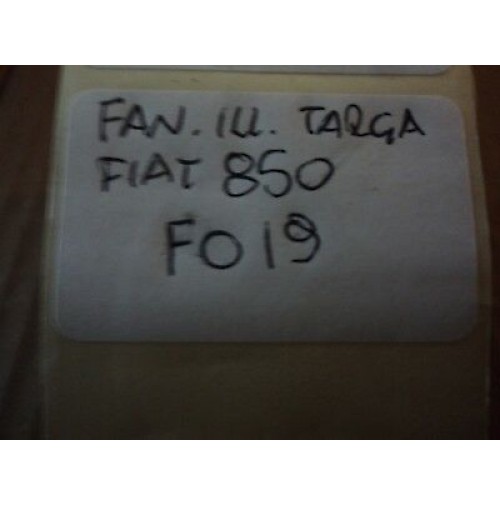 FAN. ILL. TARGA
FIAT 850
F019